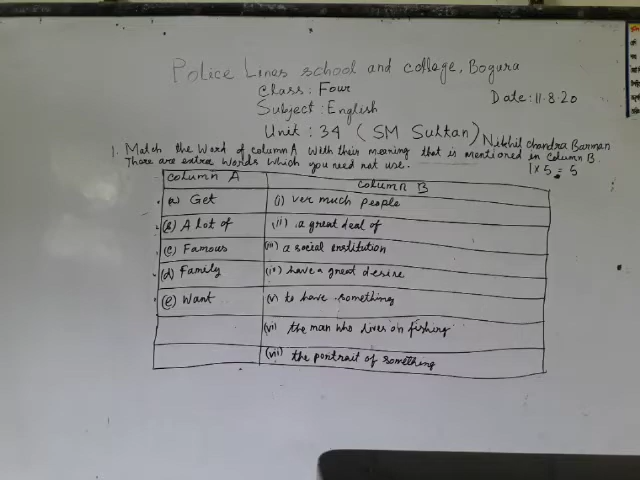 Police Lines school and college, Bogura
Class : Four
Date : 11.8.20
Subject : English
Unit : 34 (SM Sultan) Nikhil Chandra Barman
1. Match the word of column A with their meaning that is mentioned in column B.
There are extra words which you need not use. 1 x 5 = 5
Column A Column B
(a) Get (i) ver much people
(b) A lot of (ii) a great deal of
(c) Famous (iii) a social institution
(d) Family (iv) have a great desire
(e) Want (v) to have something
(vi) the man who lives on fishing
(vii) the portrait of something